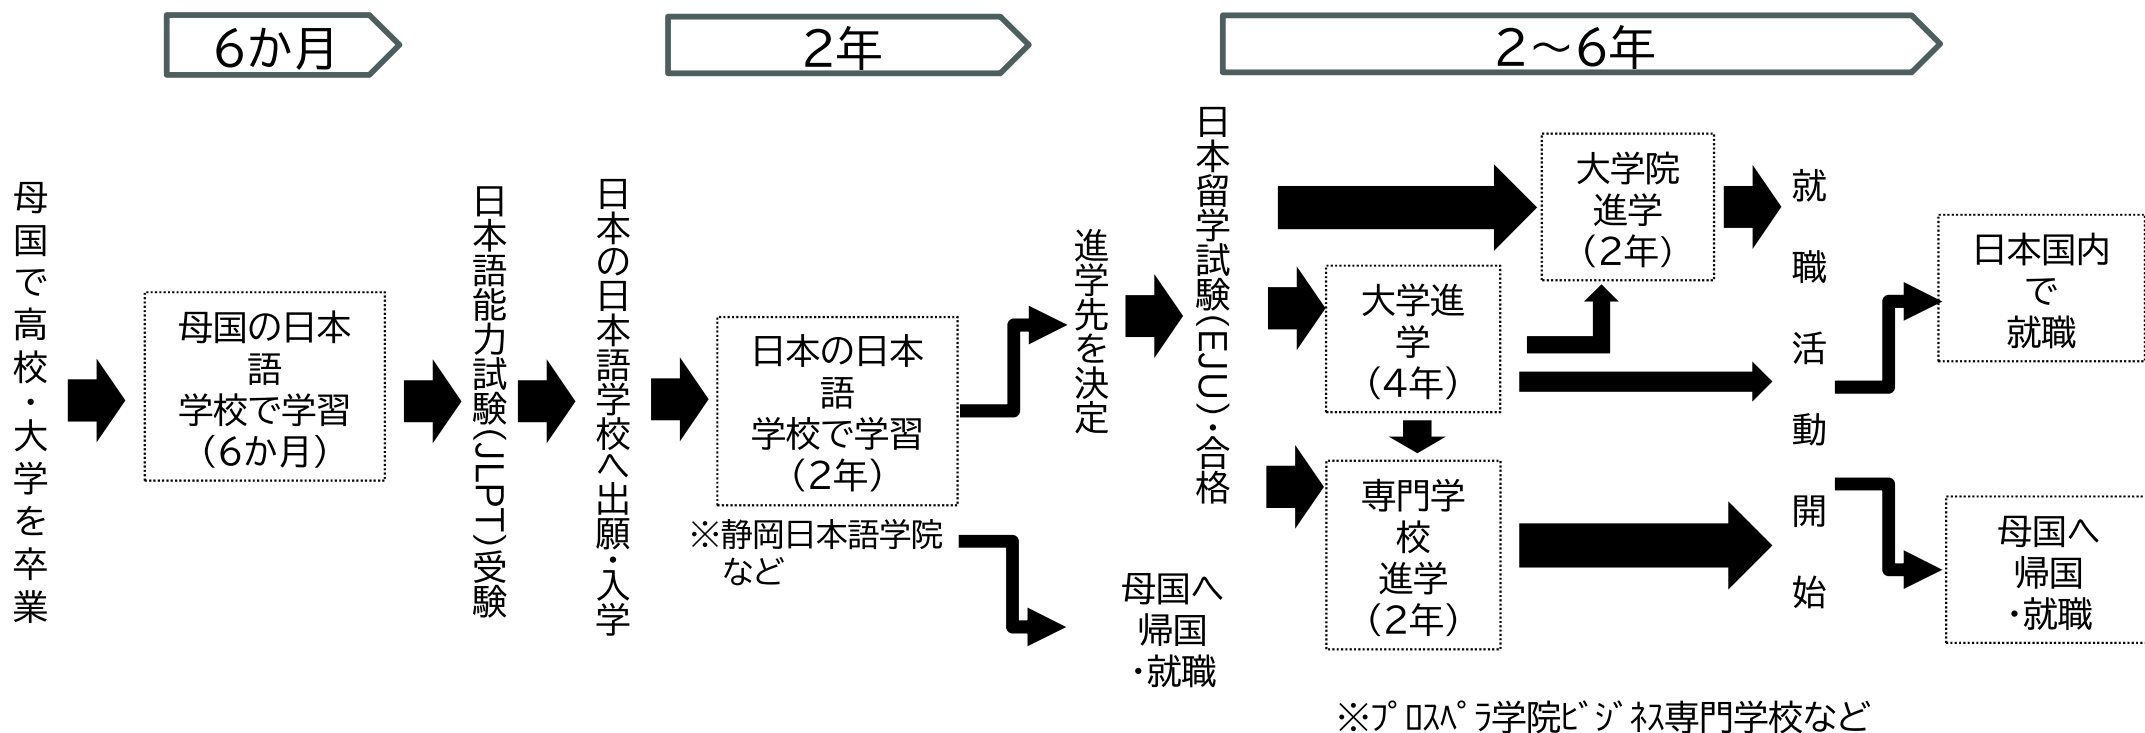 6か月
2年
2～6年
母国で高校・大学を卒業
母国の日本
語
学校で学習
（6か月）
日本語能力試験(JLPT)受験
日本の日本語学校へ出願・入学
日本の日本
語
学校で学習
（2年）
※静岡日本語学院
など
進学先を決定
母国へ
帰国
・就職
日本留学試験(EJU)・合格
大学院
進学
（2年）
大学進
学
（4年）
専門学
校
進学
（2年）
※ﾌﾟﾛｽﾍﾟﾗ学院ﾋﾞｼﾞﾈｽ専門学校など
就職活動開始
日本国内
で
就職
母国へ
帰国
・就職